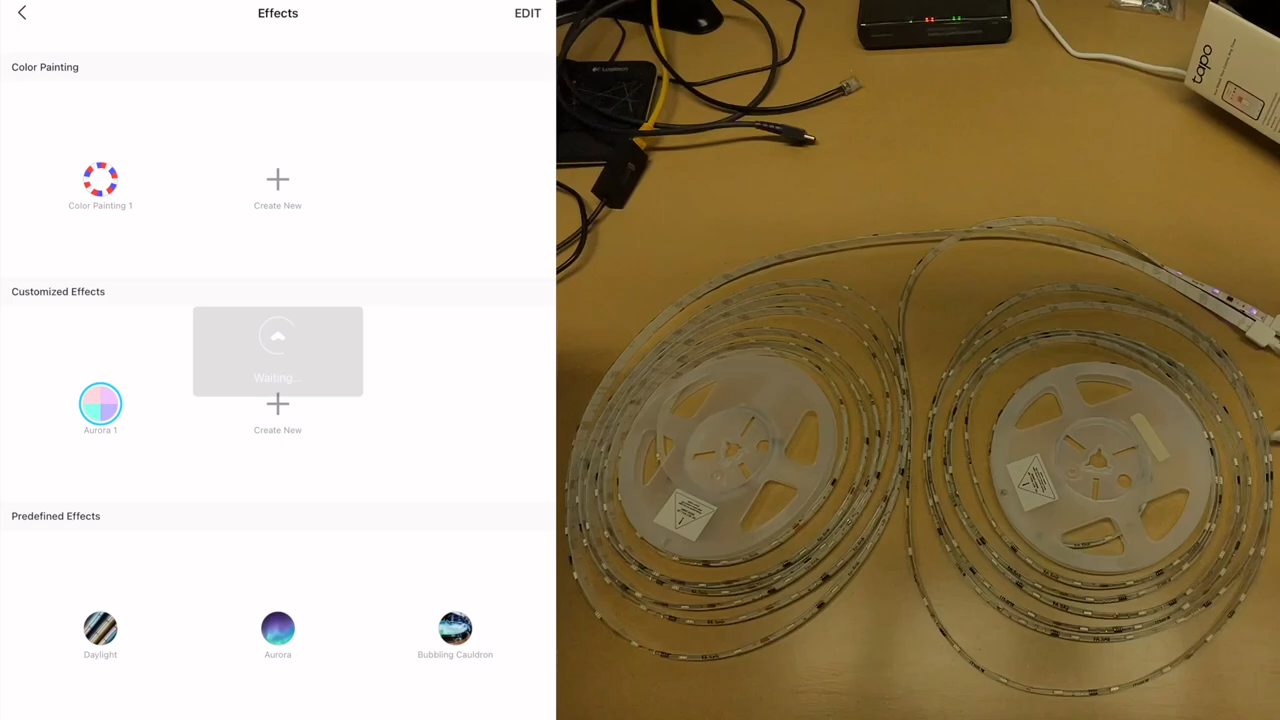 Effects
EDIT
Color Painting
Color Painting 1
Create New
Customized Effects
Waiting...
Aurora 1
Create New
Predefined Effects
Daylight
Aurora
Bubbling Cauldron
tapo